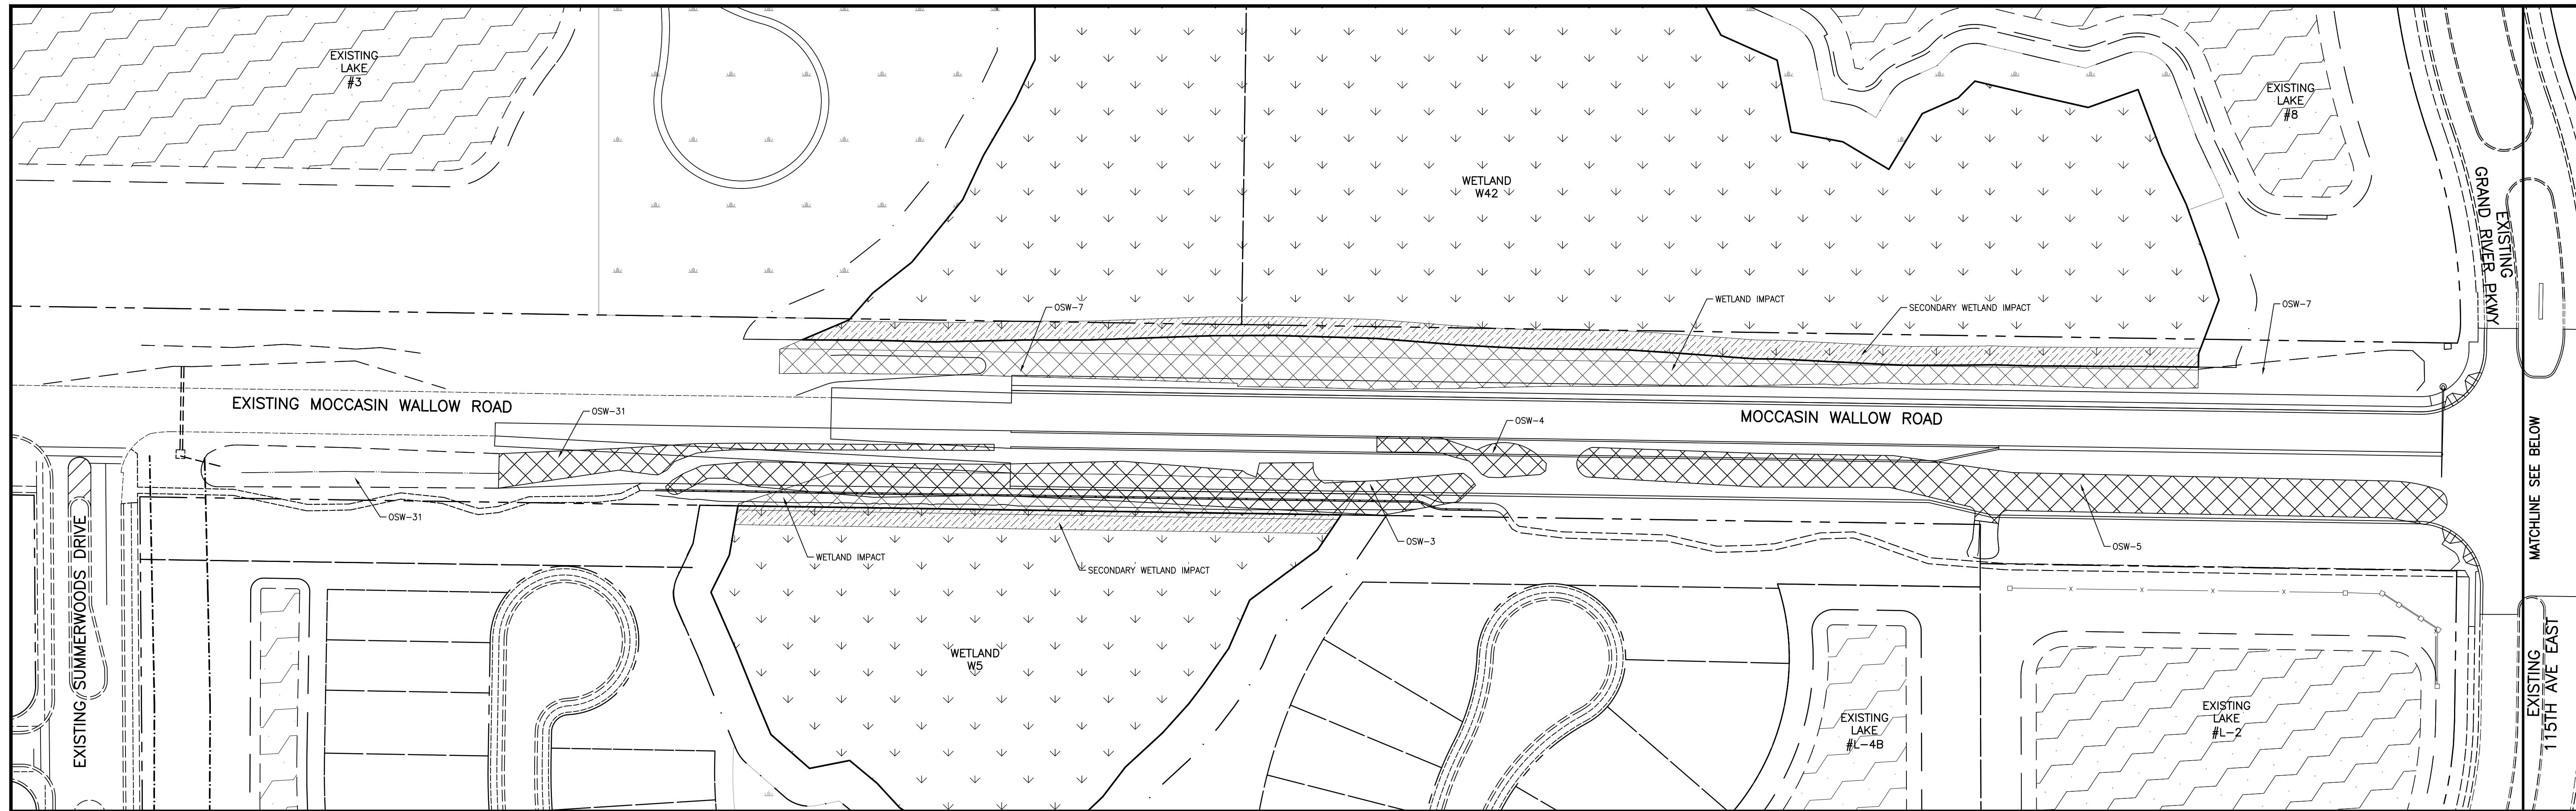 EXISTING
LAKE
#3
WETLAND
W42
EXISTING
LAKE
#8
EXISTING
GRAND RIVER PKWY
OSW-7
WETLAND IMPACT
SECONDARY WETLAND IMPACT
OSW-7
EXISTING MOCCASIN WALLOW ROAD
MOCCASIN WALLOW ROAD
OSW-31
OSW-4
MATCHLINE SEE BELOW
OSW-31
OSW-3
OSW-5
WETLAND IMPACT
SECONDARY WETLAND IMPACT
EXISTING SUMMERWOODS DRIVE
X X X X
WETLAND
W5
EXISTING
LAKE
#L-4B
EXISTING
LAKE
#L-2
EXISTING
115TH AVE EAST